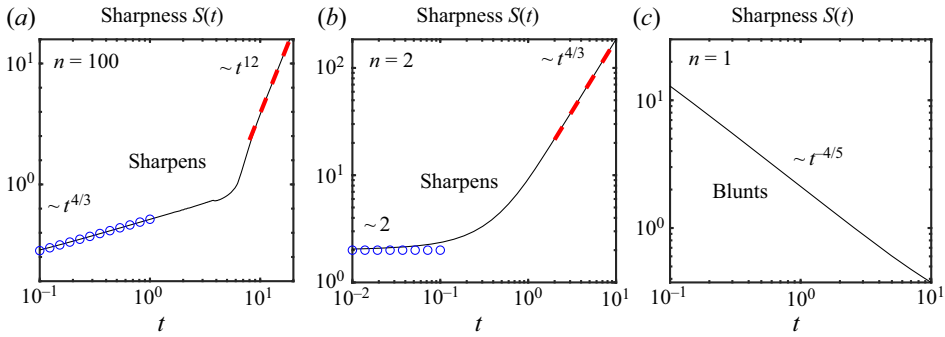 (a) Sharpness S(t)
n = 100
~ t^12
Sharpens
~ t^4/3
10^1
10^0
10^–1
10^0
10^1
t
(b) Sharpness S(t)
n = 2
~ t^4/3
Sharpens
~ 2
10^2
10^1
10^0
10^–2
10^–1
10^0
10^1
t
(c) Sharpness S(t)
n = 1
~ t^–4/5
Blunts
10^1
10^0
10^–1
10^0
10^1
t